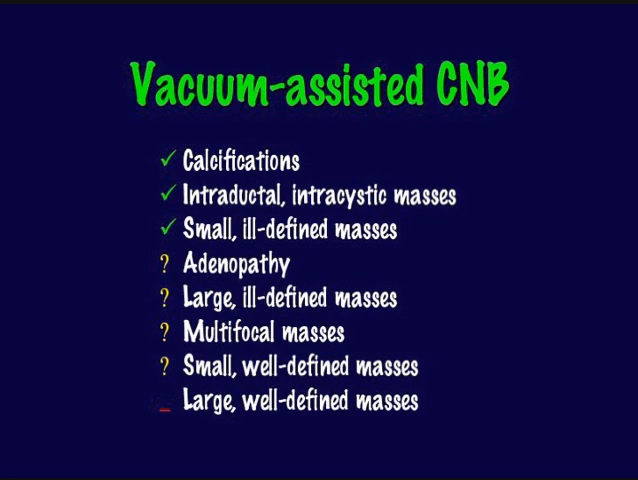 Vacuum-assisted CNB
✓ Calcifications
✓ Intraductal, intracystic masses
✓ Small, ill-defined masses
? Adenopathy
? Large, ill-defined masses
? Multifocal masses
? Small, well-defined masses
_ Large, well-defined masses